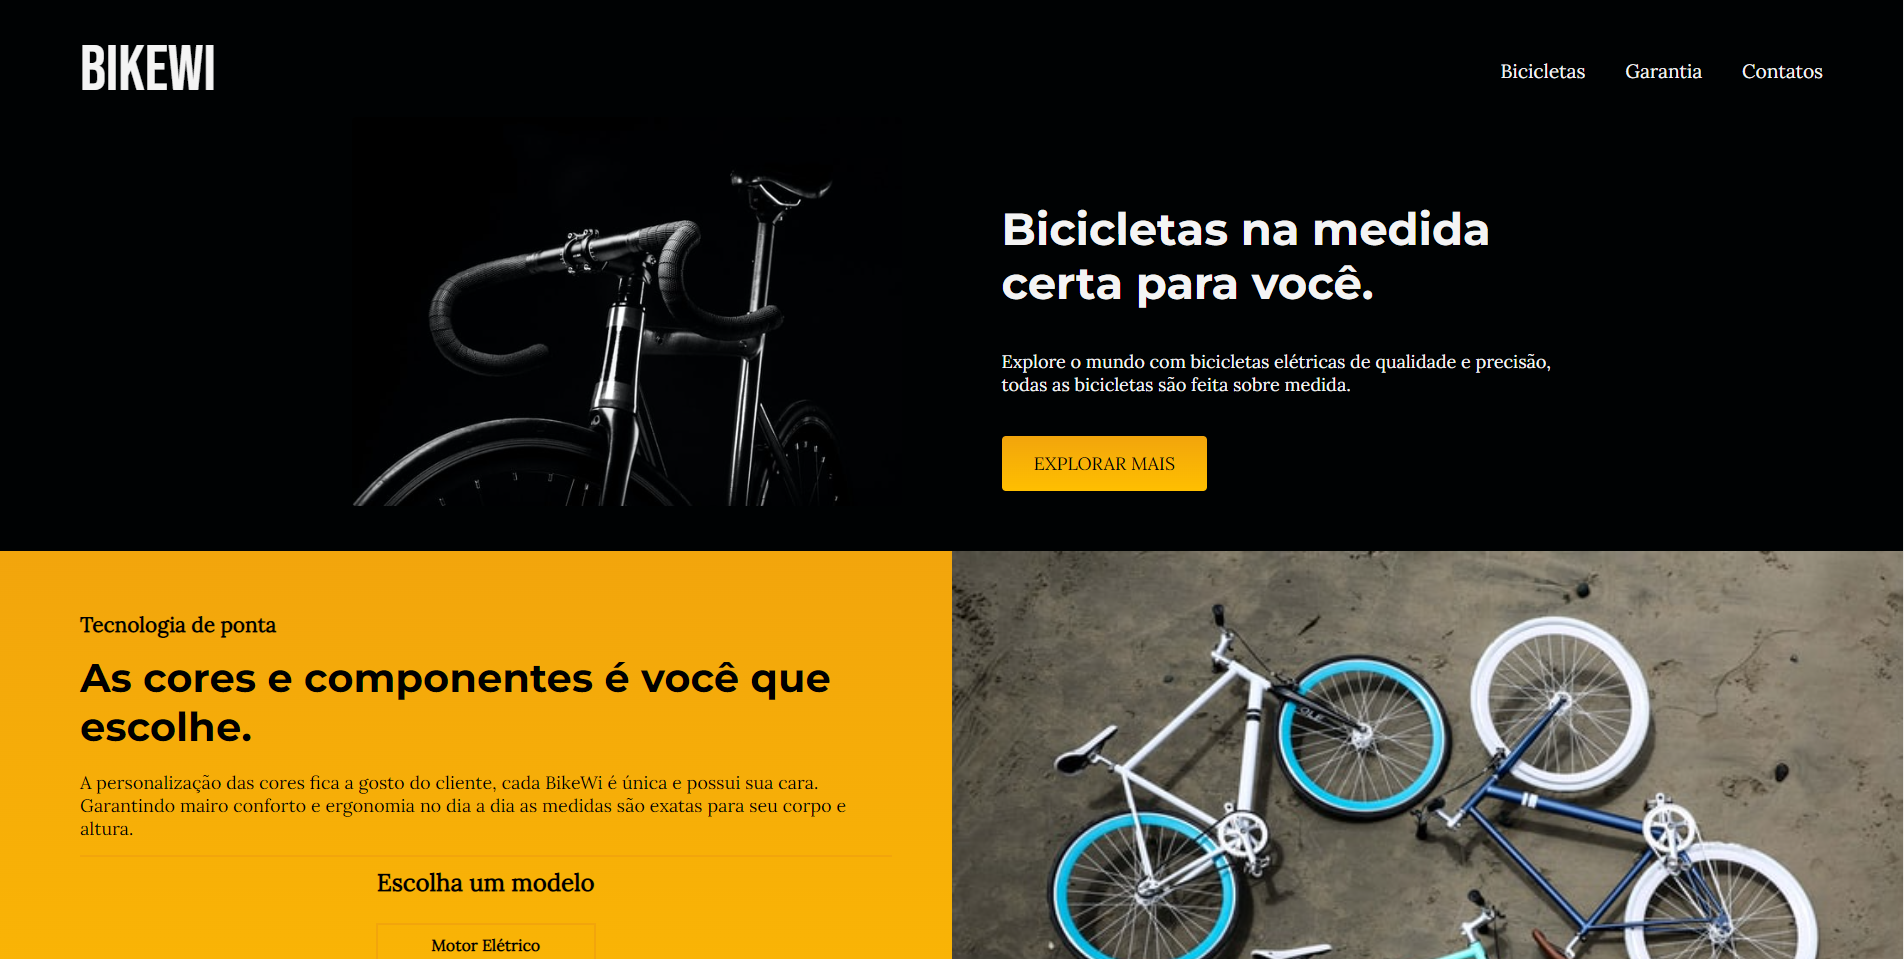 BIKEWI
Bicicletas Garantia Contatos
Bicicletas na medida
certa para você.
Explore o mundo com bicicletas elétricas de qualidade e precisão,
todas as bicicletas são feita sobre medida.
EXPLORAR MAIS
Tecnologia de ponta
As cores e componentes é você que
escolhe.
A personalização das cores fica a gosto do cliente, cada BikeWi é única e possui sua cara.
Garantindo mairo conforto e ergonomia no dia a dia as medidas são exatas para seu corpo e
altura.
Escolha um modelo
Motor Elétrico